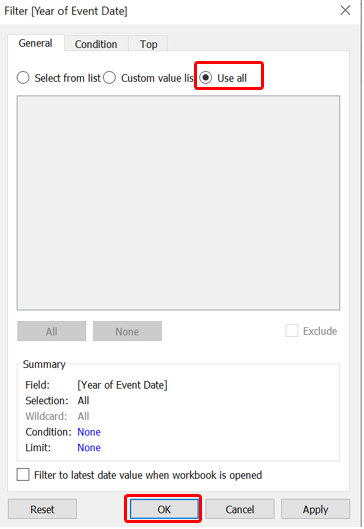 Filter [Year of Event Date]
General Condition Top
Select from list Custom value lis Use all
All None Exclude
Summary
Field: [Year of Event Date]
Selection: All
Wildcard: All
Condition: None
Limit: None
Filter to latest date value when workbook is opened
Reset OK Cancel Apply